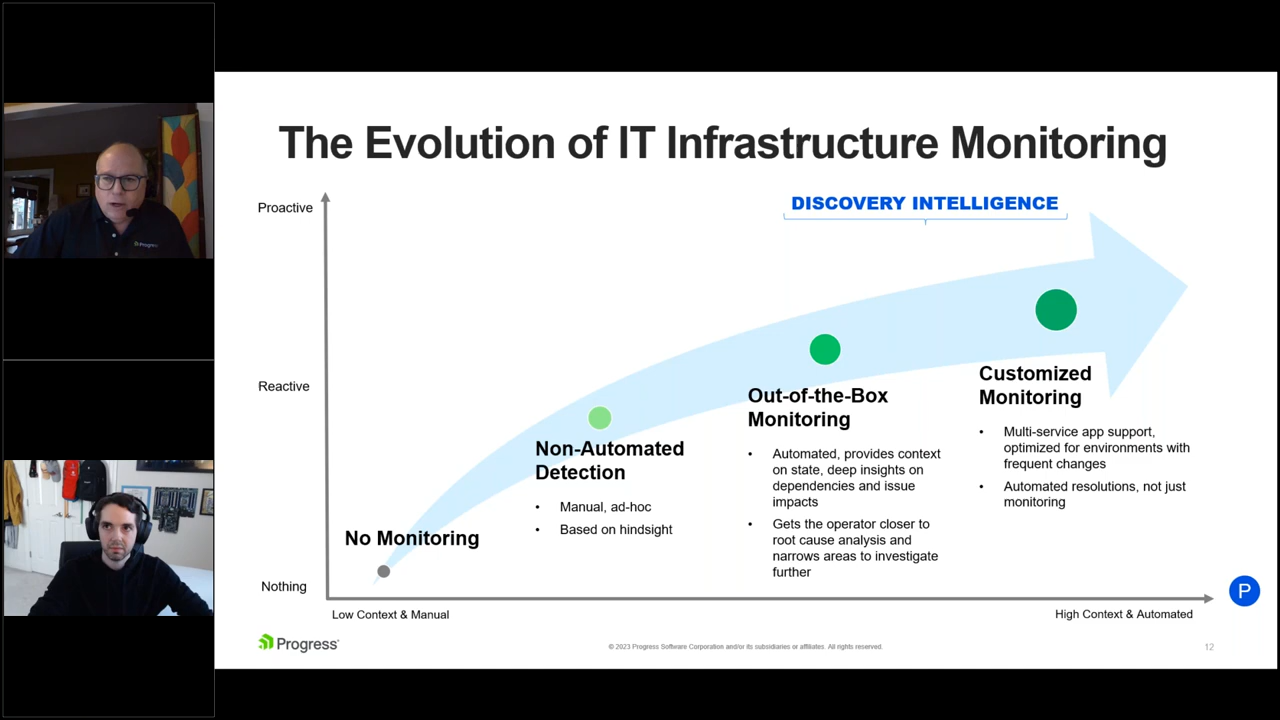 The Evolution of IT Infrastructure Monitoring
Proactive
DISCOVERY INTELLIGENCE
Reactive
Nothing
No Monitoring
Non-Automated
Detection
• Manual, ad-hoc
• Based on hindsight
Out-of-the-Box
Monitoring
• Automated, provides context
on state, deep insights on
dependencies and issue
impacts
• Gets the operator closer to
root cause analysis and
narrows areas to investigate
further
Customized
Monitoring
• Multi-service app support,
optimized for environments with
frequent changes
• Automated resolutions, not just
monitoring
Low Context & Manual
High Context & Automated
P
Progress
© 2023 Progress Software Corporation and/or its subsidiaries or affiliates. All rights reserved.
12
Progress